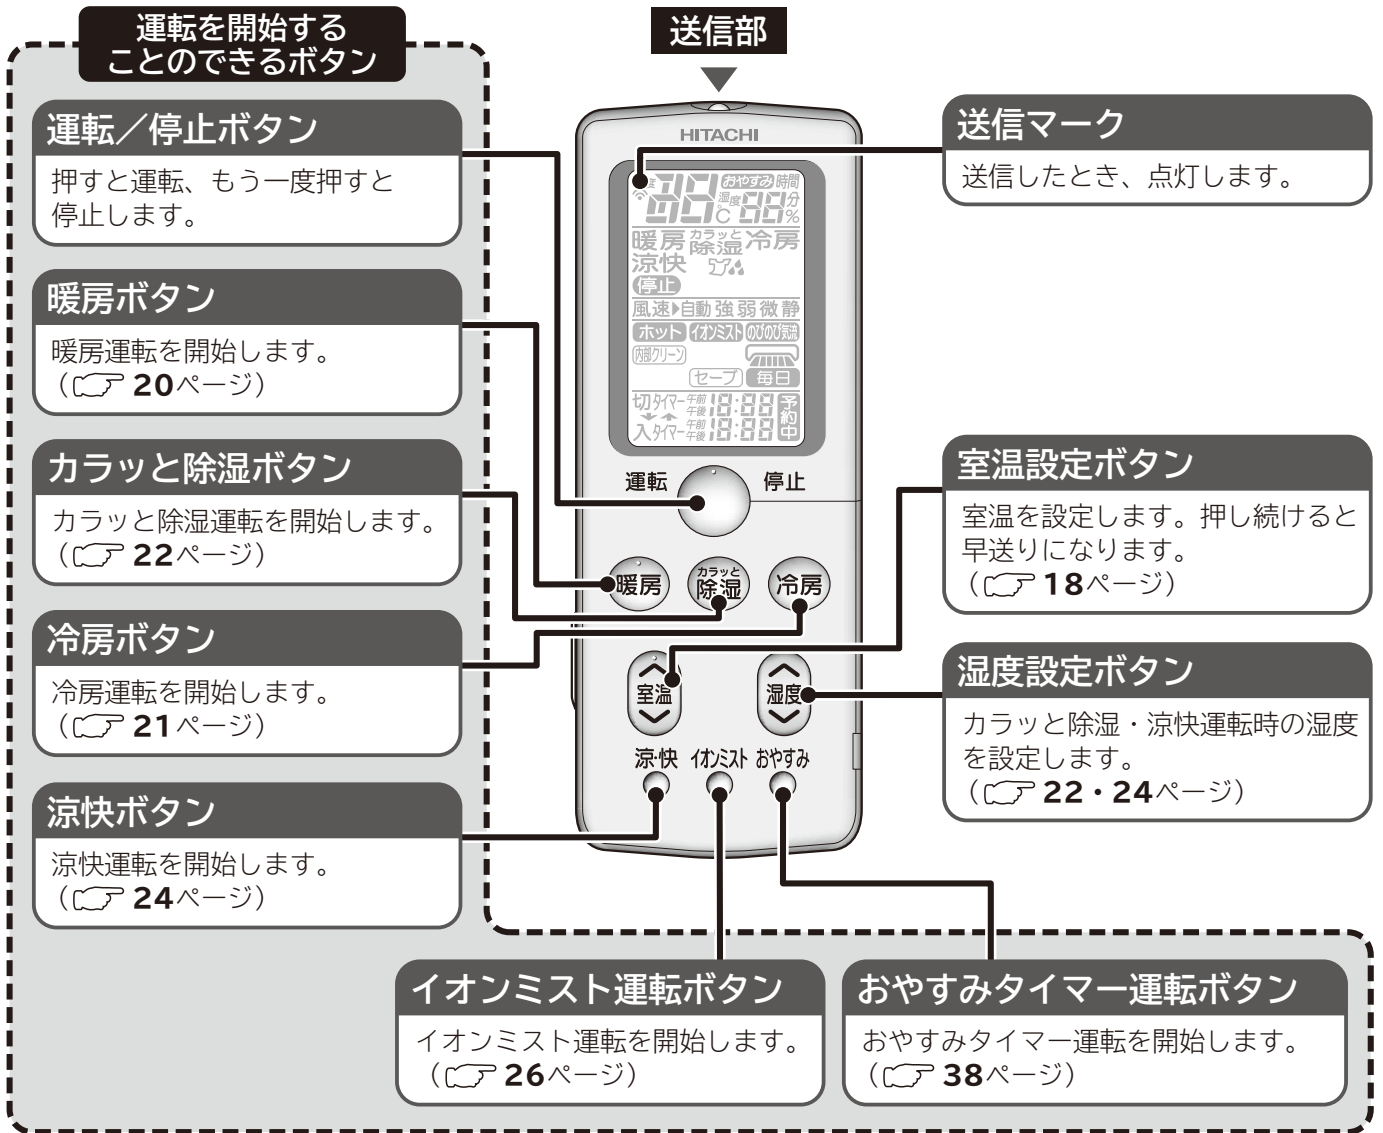 運転を開始する
ことのできるボタン
送信部
運転／停止ボタン
押すと運転、もう一度押すと
停止します。
暖房ボタン
暖房運転を開始します。
（ 20ページ）
カラッと除湿ボタン
カラッと除湿運転を開始します。
（ 22ページ）
冷房ボタン
冷房運転を開始します。
（ 21ページ）
涼快ボタン
涼快運転を開始します。
（ 24ページ）
HITACHI
度 88 おやすみ 時間
湿度 88 分
℃ %
暖房 カラッと除湿 冷房
涼快
停止
風速 自動 強 弱 微 静
ホット イオンミスト のびのび気流
内部クリーン
セーブ 毎日
切タイマー 午前 午後 18:88 予約中
入タイマー 午前 午後 18:88
運転 停止
暖房 カラッと除湿 冷房
室温 湿度
涼・快 イオンミスト おやすみ
送信マーク
送信したとき、点灯します。
室温設定ボタン
室温を設定します。押し続けると
早送りになります。
（ 18ページ）
湿度設定ボタン
カラッと除湿・涼快運転時の湿度
を設定します。
（ 22・24ページ）
イオンミスト運転ボタン
イオンミスト運転を開始します。
（ 26ページ）
おやすみタイマー運転ボタン
おやすみタイマー運転を開始します。
（ 38ページ）